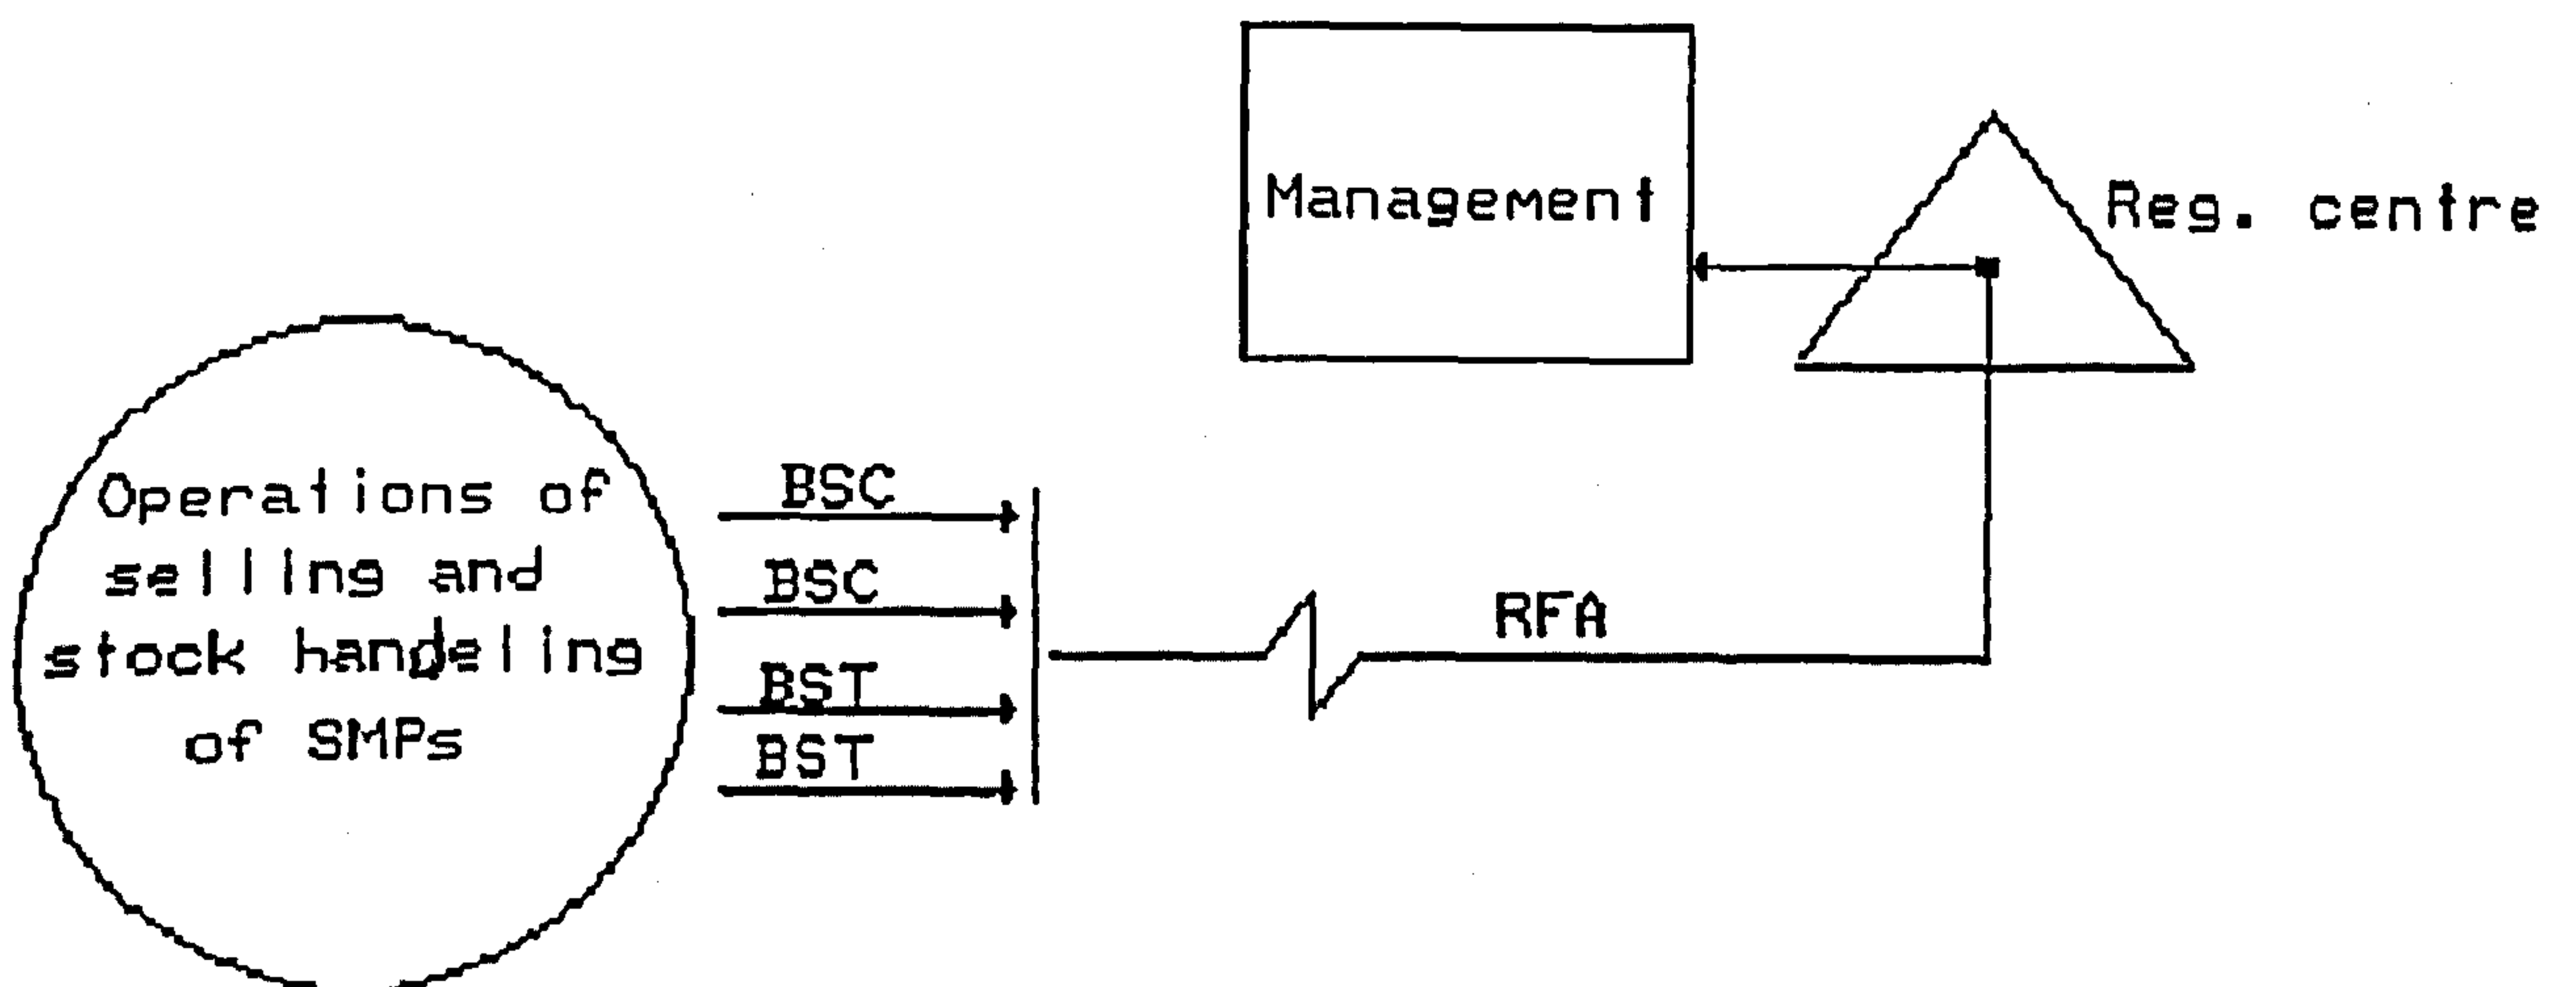 Management
Reg. centre
Operations of
selling and
stock handeling
of SMPs
BSC
BSC
BST
BST
RFA